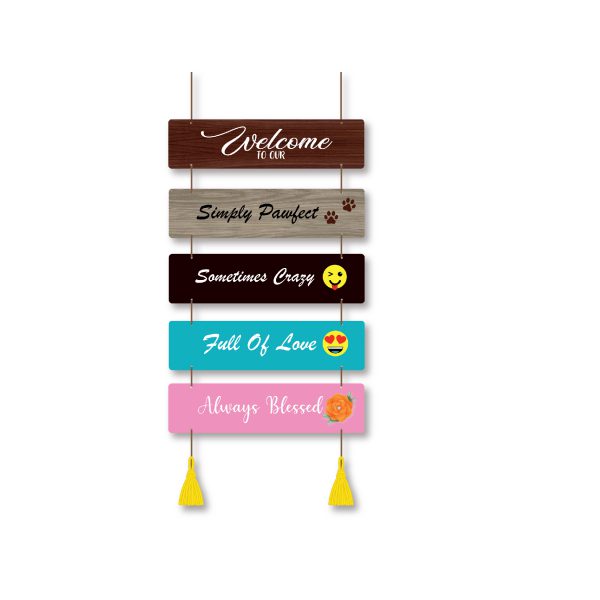 Welcome
TO OUR
Simply Pawfect
Sometimes Crazy
Full Of Love
Always Blessed